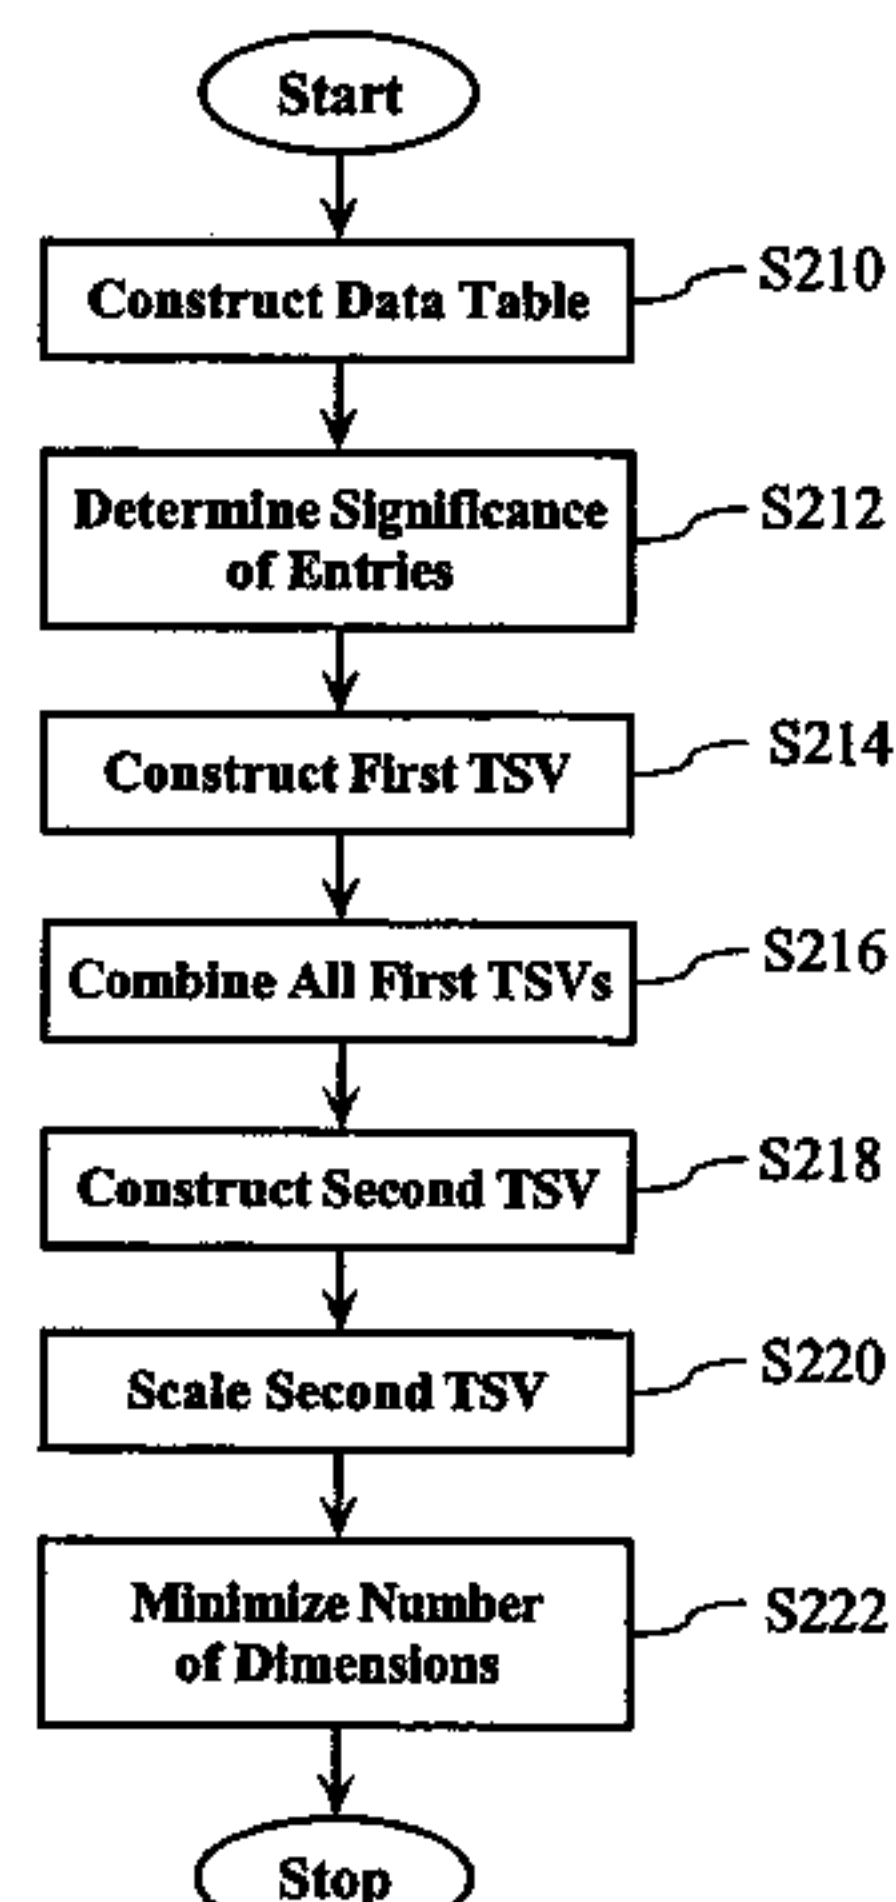 Start
Construct Data Table
S210
Determine Significance
of Entries
S212
Construct First TSV
S214
Combine All First TSVs
S216
Construct Second TSV
S218
Scale Second TSV
S220
Minimize Number
of Dimensions
S222
Stop